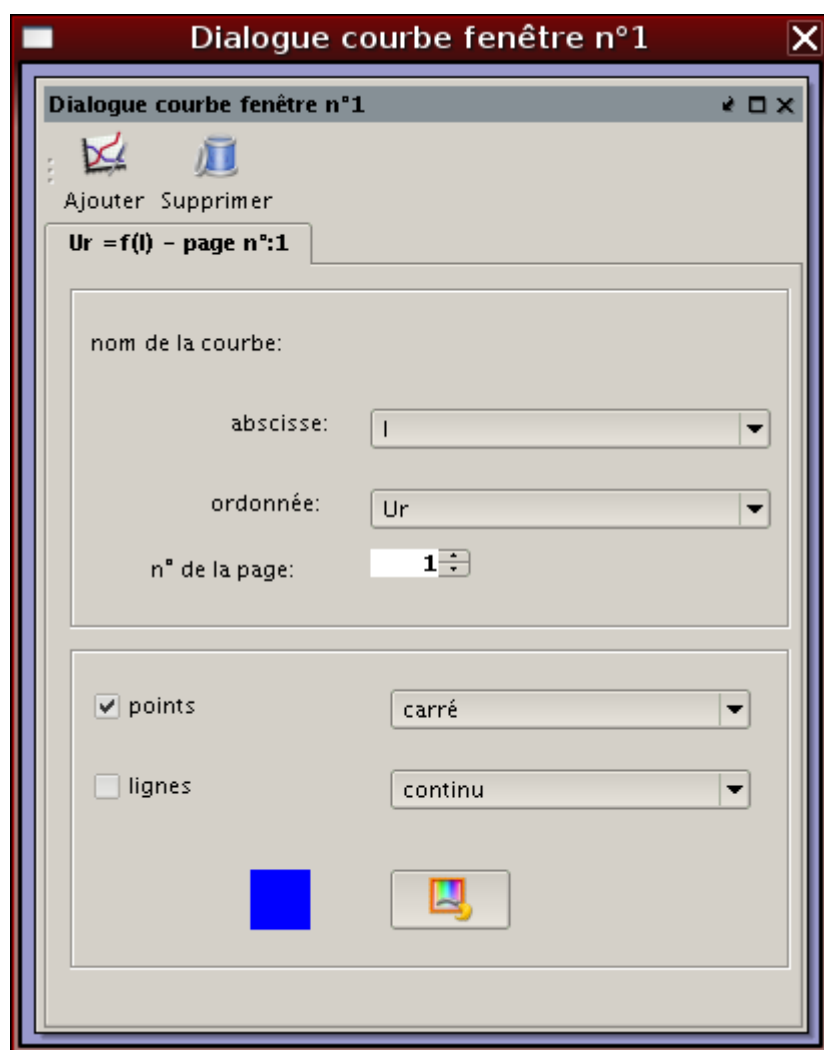 Dialogue courbe fenêtre n°1
Dialogue courbe fenêtre n°1
Ajouter Supprimer
Ur =f(I) – page n°:1
nom de la courbe:
abscisse: I
ordonnée: Ur
n° de la page: 1
points carré
lignes continu